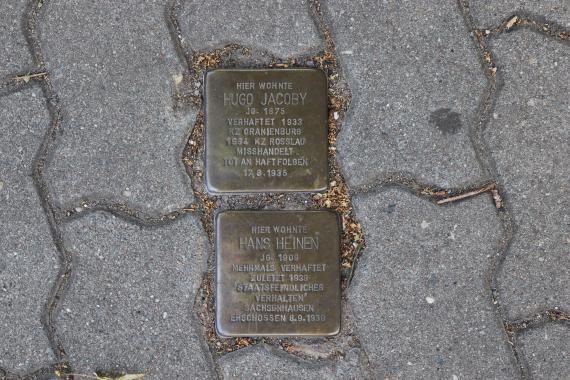 HIER WOHNTE
HUGO JACOBY
JG. 1875
VERHAFTET 1933
KZ ORANIENBURG
1934 KZ ROSSLAU
MISSHANDELT
TOT AN HAFTFOLGEN
17.8.1935
HIER WOHNTE
HANS HEINEN
JG. 1909
MEHRMALS VERHAFTET
ZULETZT 1939
STAATSFEINDLICHES
VERHALTEN
SACHSENHAUSEN
ERSCHOSSEN 8.9.1939